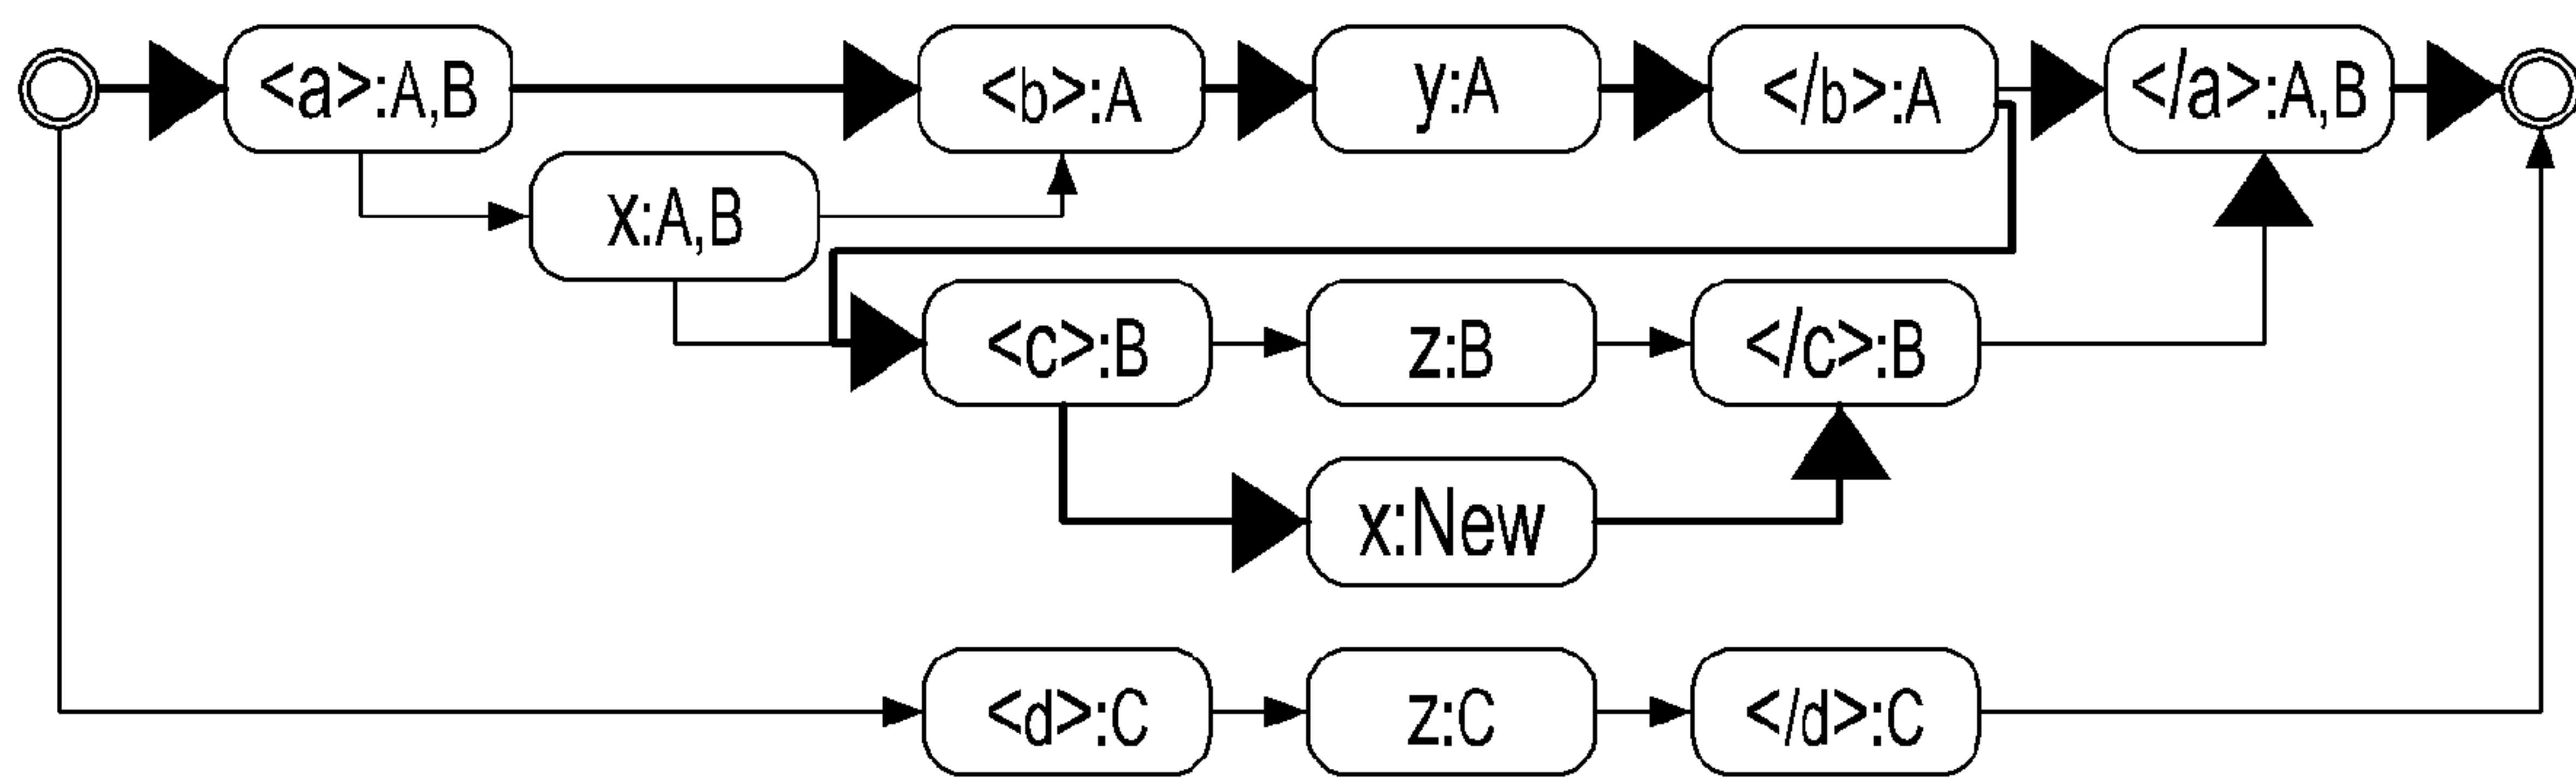 <a>:A,B
<b>:A
y:A
</b>:A
</a>:A,B
x:A,B
<c>:B
z:B
</c>:B
x:New
<d>:C
z:C
</d>:C